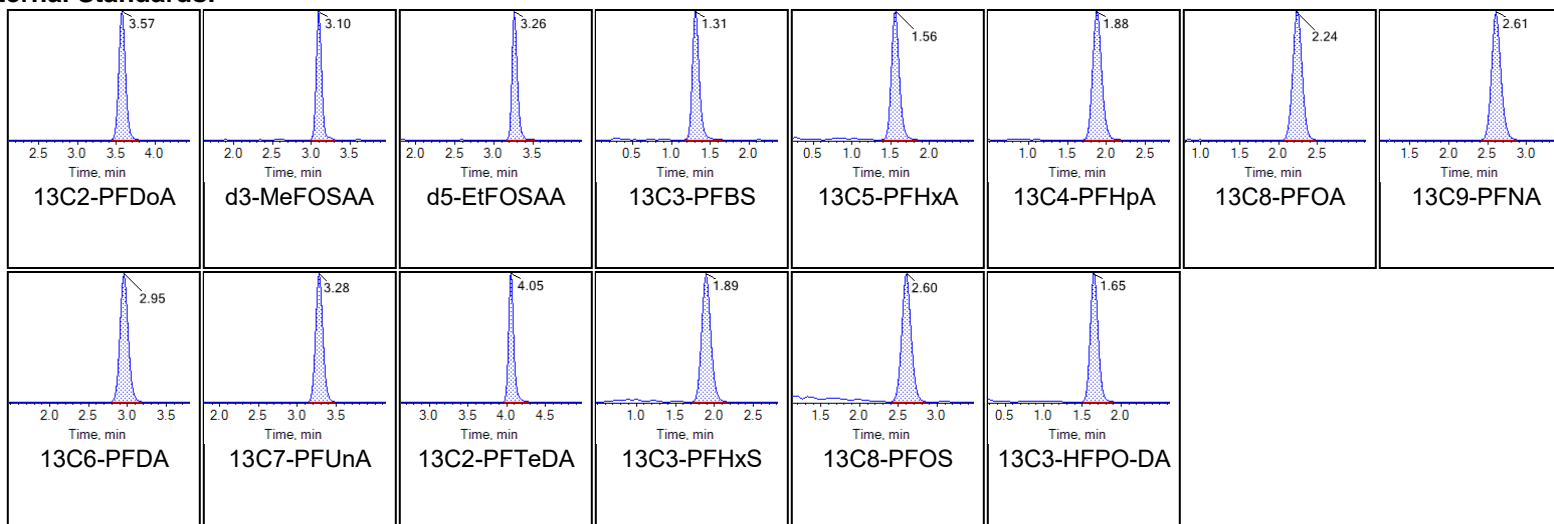 ternal Standards:
3.57 3.10 3.26 1.31 1.56 1.88 2.24 2.61
2.5 3.0 3.5 4.0 2.0 2.5 3.0 3.5 2.0 2.5 3.0 3.5 0.5 1.0 1.5 2.0 0.5 1.0 1.5 2.0 1.0 1.5 2.0 2.5 1.0 1.5 2.0 2.5 1.5 2.0 2.5 3.0
Time, min Time, min Time, min Time, min Time, min Time, min Time, min Time, min
13C2-PFDoA d3-MeFOSAA d5-EtFOSAA 13C3-PFBS 13C5-PFHxA 13C4-PFHpA 13C8-PFOA 13C9-PFNA
2.95 3.28 4.05 1.89 2.60 1.65
2.0 2.5 3.0 3.5 2.0 2.5 3.0 3.5 3.0 3.5 4.0 4.5 1.0 1.5 2.0 2.5 1.5 2.0 2.5 3.0 0.5 1.0 1.5 2.0
Time, min Time, min Time, min Time, min Time, min Time, min
13C6-PFDA 13C7-PFUnA 13C2-PFTeDA 13C3-PFHxS 13C8-PFOS 13C3-HFPO-DA